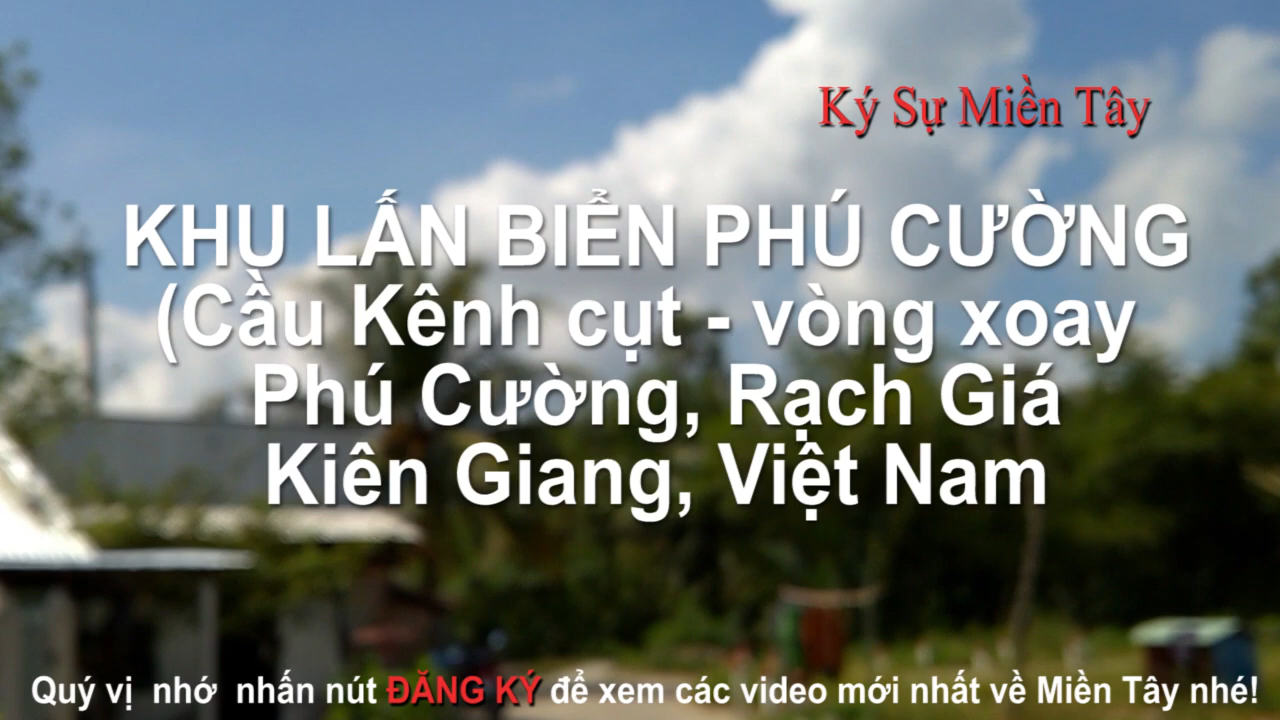 Ký Sự Miền Tây
KHU LẤN BIỂN PHÚ CƯỜNG
(Cầu Kênh cụt - vòng xoay
Phú Cường, Rạch Giá
Kiên Giang, Việt Nam
Quý vị nhớ nhấn nút ĐĂNG KÝ để xem các video mới nhất về Miền Tây nhé!